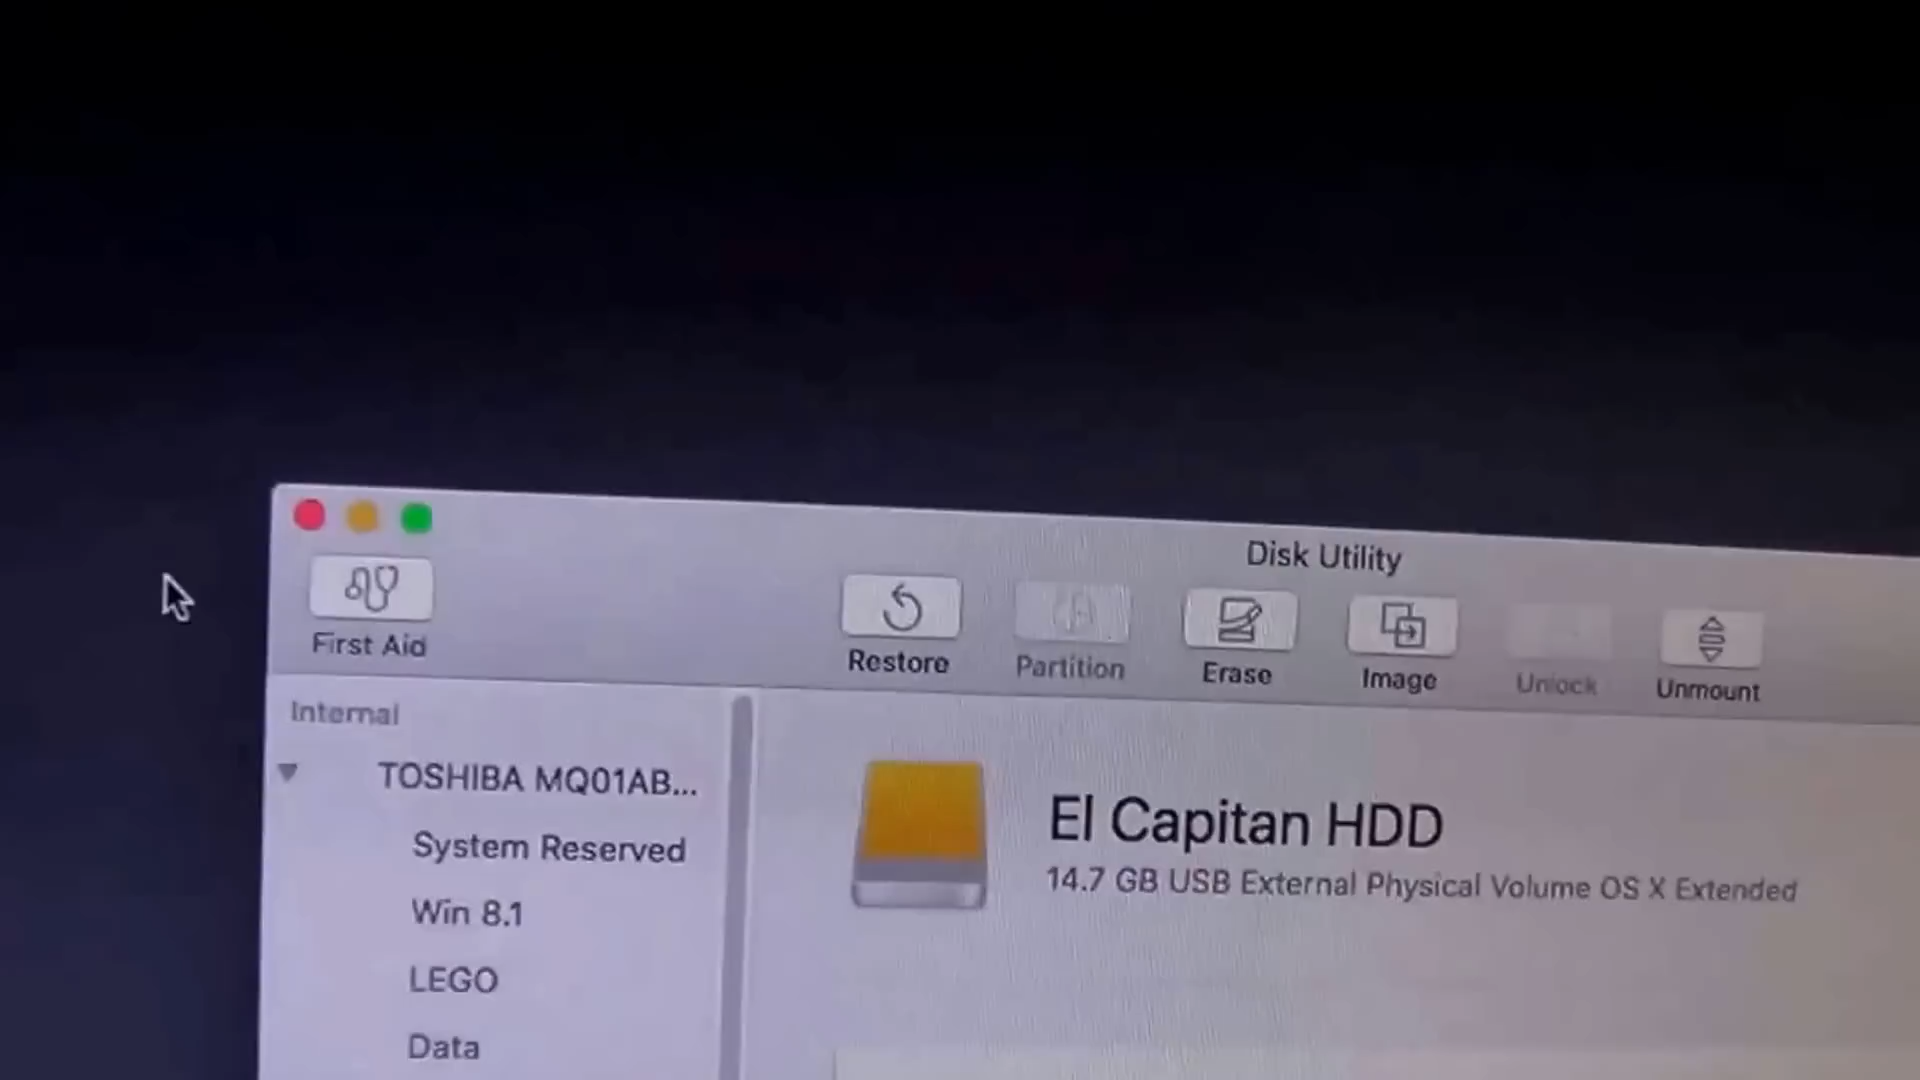 Disk Utility
First Aid
Restore
Partition
Erase
Image
Unlock
Unmount
Internal
TOSHIBA MQ01AB...
System Reserved
Win 8.1
LEGO
Data
El Capitan HDD
14.7 GB USB External Physical Volume OS X Extended